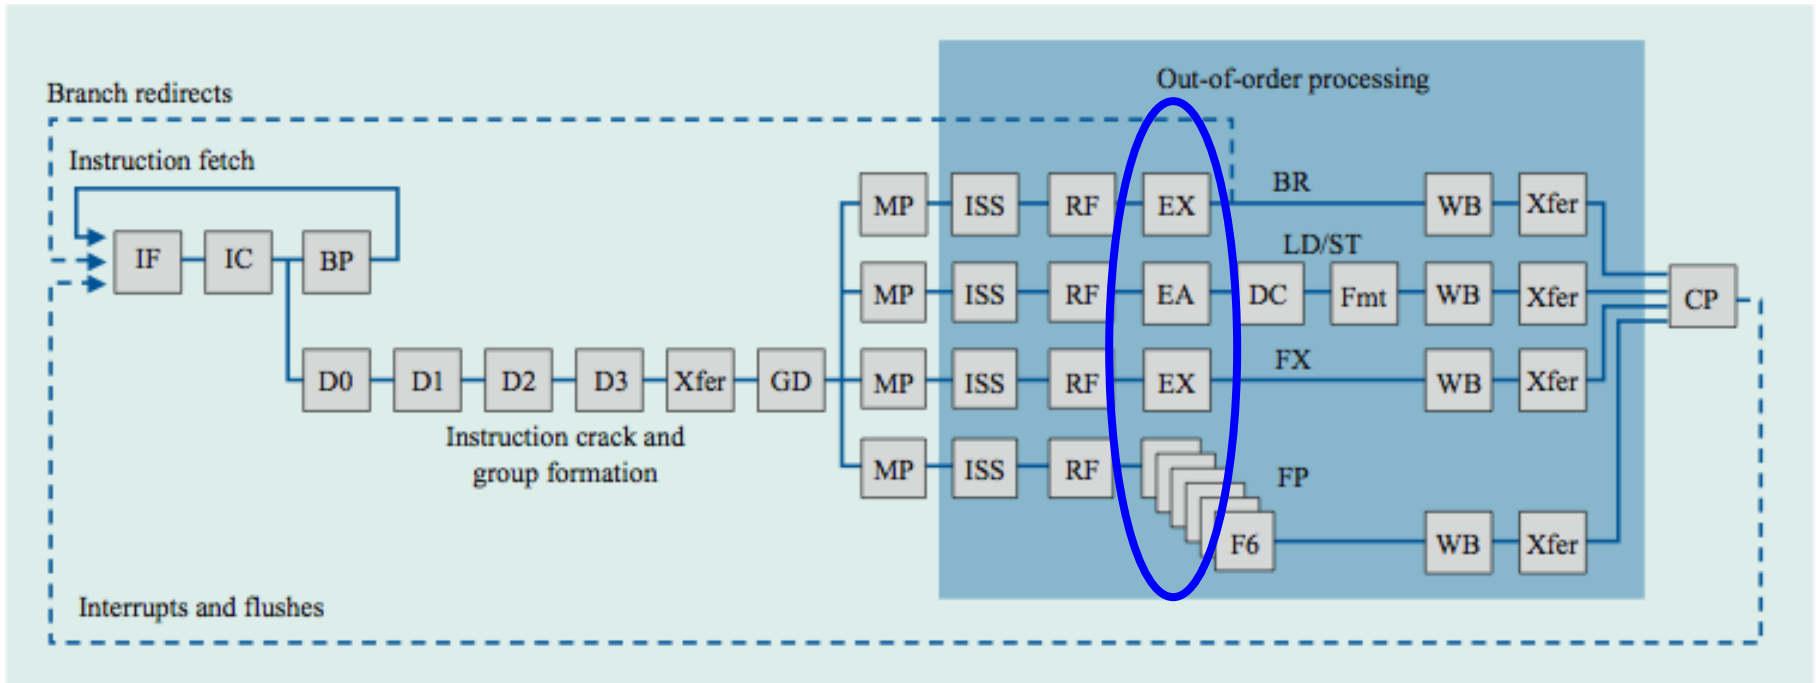 Out-of-order processing
Branch redirects
Instruction fetch
IF IC BP
D0 D1 D2 D3 Xfer GD
Instruction crack and
group formation
MP ISS RF EX BR WB Xfer
LD/ST
MP ISS RF EA DC Fmt WB Xfer
CP
FX
MP ISS RF EX WB Xfer
MP ISS RF FP
F6 WB Xfer
Interrupts and flushes